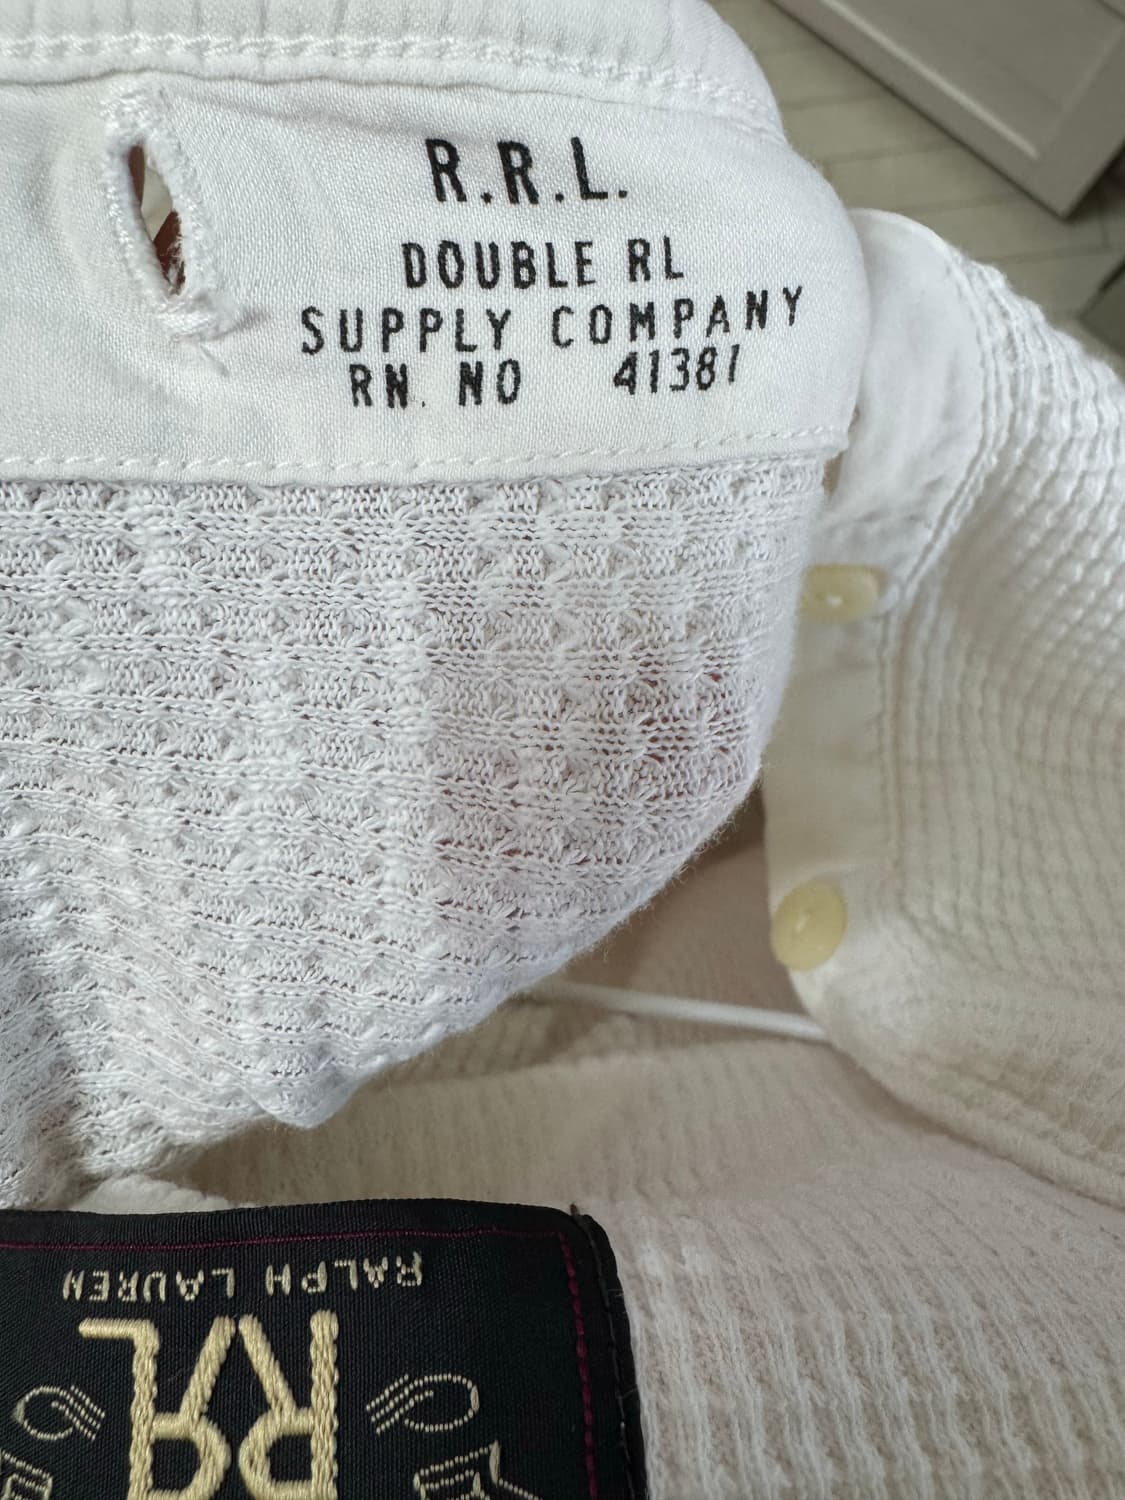 R.R.L.
DOUBLE RL
SUPPLY COMPANY
RN. NO 41381
RALPH LAUREN
RRL